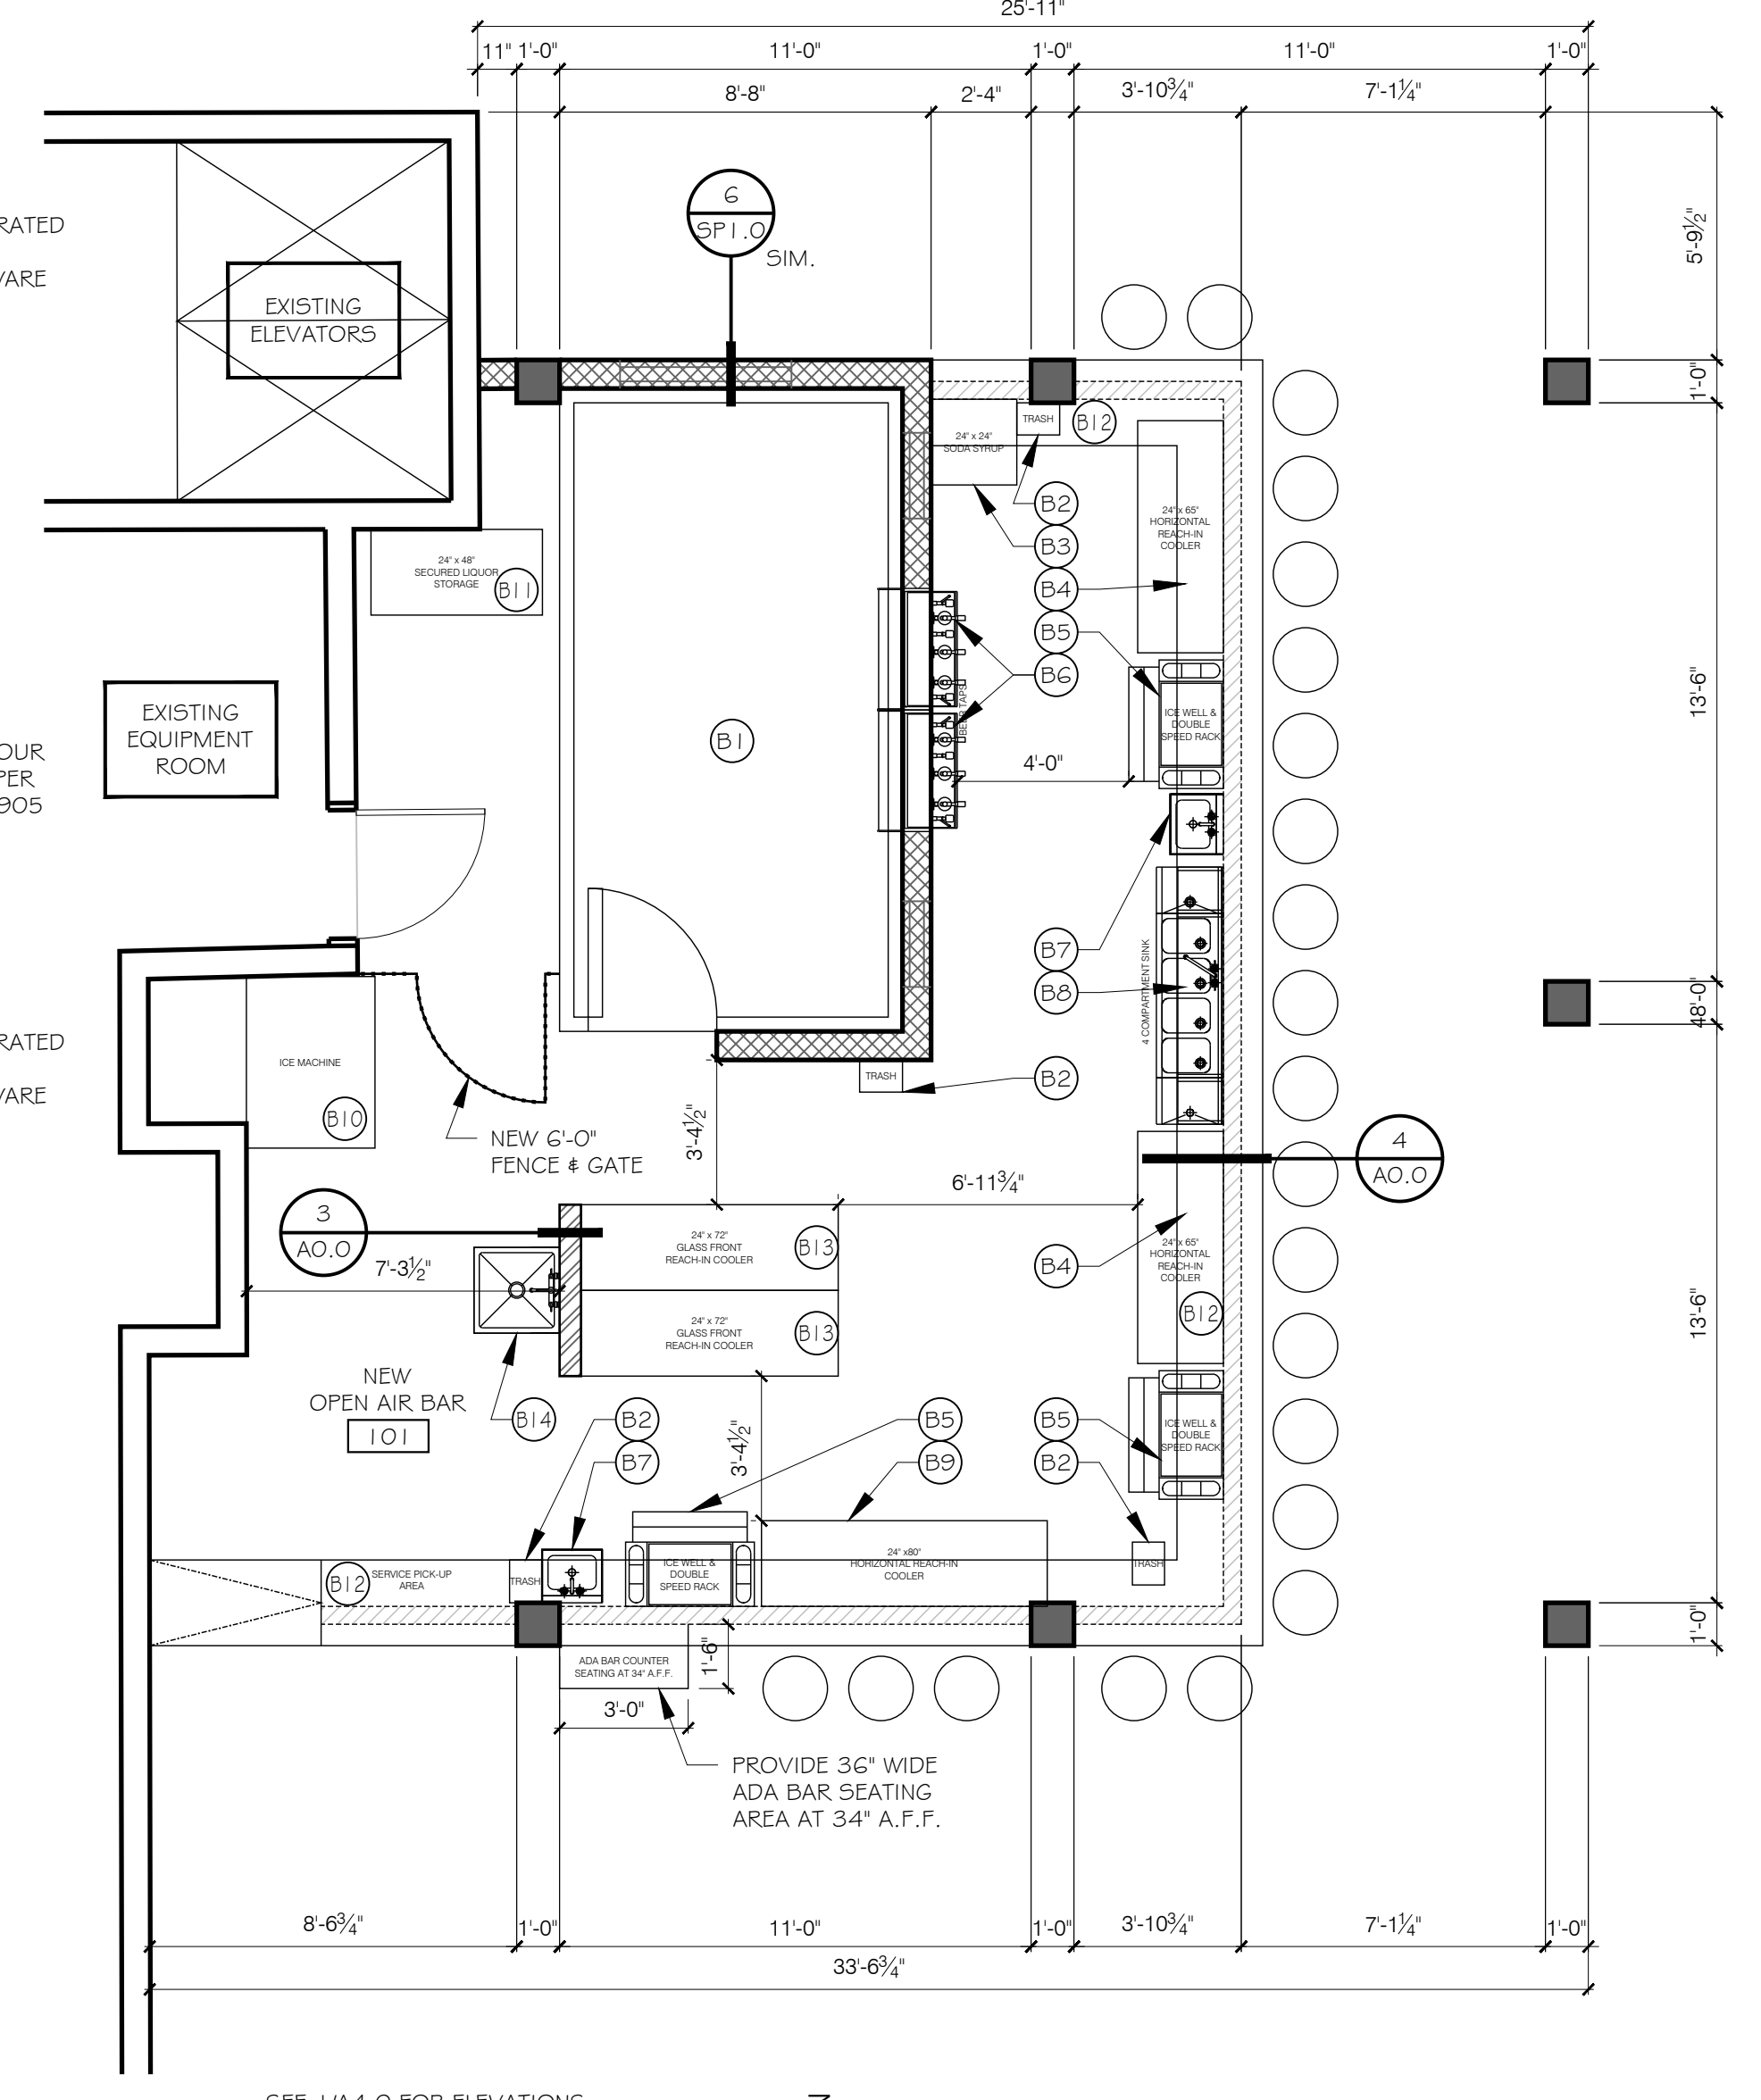 25'-11"
11" 1'-0" 11'-0" 1'-0" 11'-0" 1'-0"
8'-8" 2'-4" 3'-10¾" 7'-1¼"
5'-9½"
6
SP1.0
SIM.
RATED
VARE
EXISTING
ELEVATORS
1'-0"
TRASH
B12
24" x 24"
SODA SYRUP
B2
B3
B4
B5
B6
24" x 65"
HORIZONTAL
REACH-IN
COOLER
24" x 48"
SECURED LIQUOR
STORAGE
B11
13'-6"
EXISTING
EQUIPMENT
ROOM
OUR
PER
905
B1
BEER TAPS
ICE WELL &
DOUBLE
SPEED RACK
4'-0"
B7
B8
4 COMPARTMENT SINK
48'-0"
RATED
VARE
ICE MACHINE
B10
TRASH
B2
NEW 6'-0"
FENCE & GATE
3'-4½"
4
A0.0
6'-11¾"
3
A0.0
7'-3½"
24" x 72"
GLASS FRONT
REACH-IN COOLER
B13
24" x 72"
GLASS FRONT
REACH-IN COOLER
B13
B4
24" x 65"
HORIZONTAL
REACH-IN
COOLER
B12
13'-6"
NEW
OPEN AIR BAR
101
B14
B2
B7
3'-4½"
B5
B9
B5
B2
ICE WELL &
DOUBLE
SPEED RACK
B12
SERVICE PICK-UP
AREA
TRASH
ICE WELL &
DOUBLE
SPEED RACK
24" x80"
HORIZONTAL REACH-IN
COOLER
TRASH
1'-0"
ADA BAR COUNTER
SEATING AT 34" A.F.F.
1'-6"
3'-0"
PROVIDE 36" WIDE
ADA BAR SEATING
AREA AT 34" A.F.F.
8'-6¾" 1'-0" 11'-0" 1'-0" 3'-10¾" 7'-1¼" 1'-0"
33'-6¾"